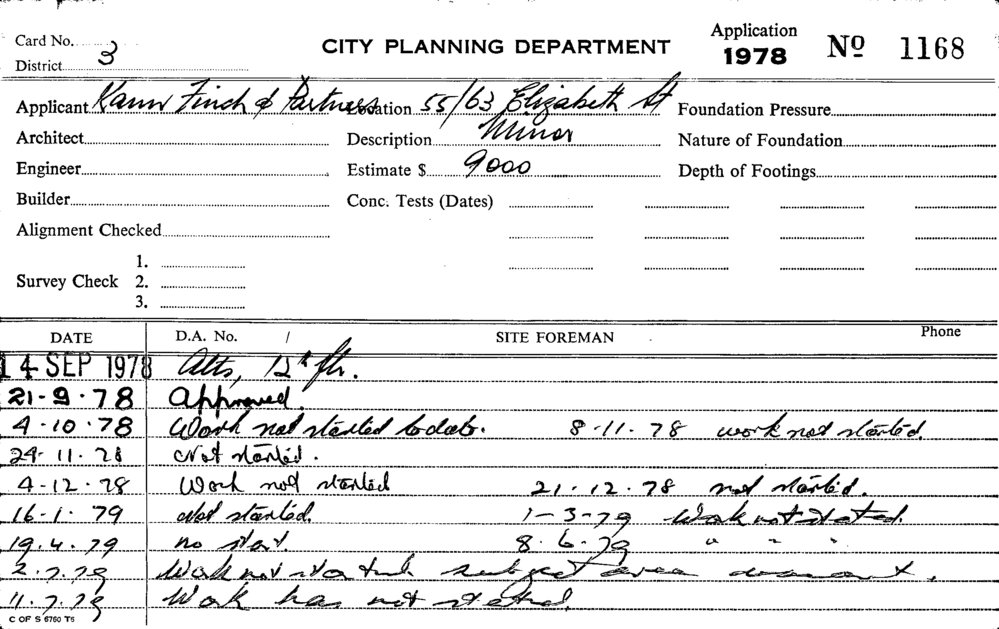 Card No.
District 3
CITY PLANNING DEPARTMENT
Application
1978 No 1168
Applicant Kann Finch & Partners Location 55/63 Elizabeth St Foundation Pressure
Architect Description Minor Nature of Foundation
Engineer Estimate $ 9000 Depth of Footings
Builder Conc. Tests (Dates)
Alignment Checked
Survey Check 1.
2.
3.
DATE D.A. No. / SITE FOREMAN Phone
14 SEP 1978 Alts, 12th flr.
21-9-78 Approved
4-10-78 Work not started to date. 8-11-78 work not started.
29-11-78 Not started.
4-12-78 Work not started 21-12-78 not started.
16-1-79 Not started. 1-3-79 Work not started.
19.4.79 no start. 8.6.79 " " "
2.7.79 Work not started subject area vacant.
11.7.79 Work has not started.
C OF S 6760 T5